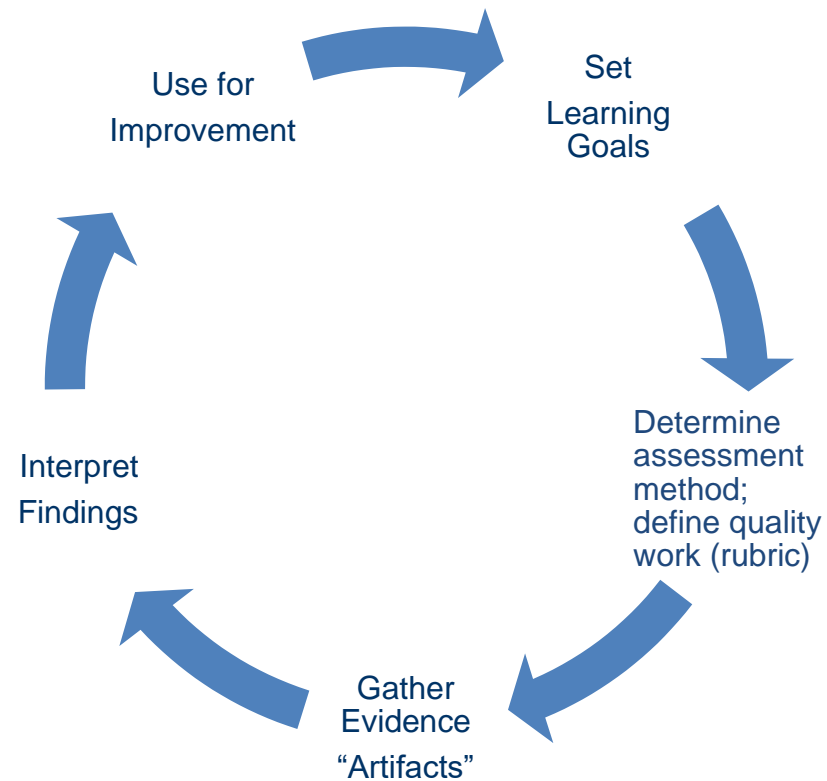 Use for
Improvement
Set
Learning
Goals
Determine
assessment
method;
define quality
work (rubric)
Gather
Evidence
“Artifacts”
Interpret
Findings